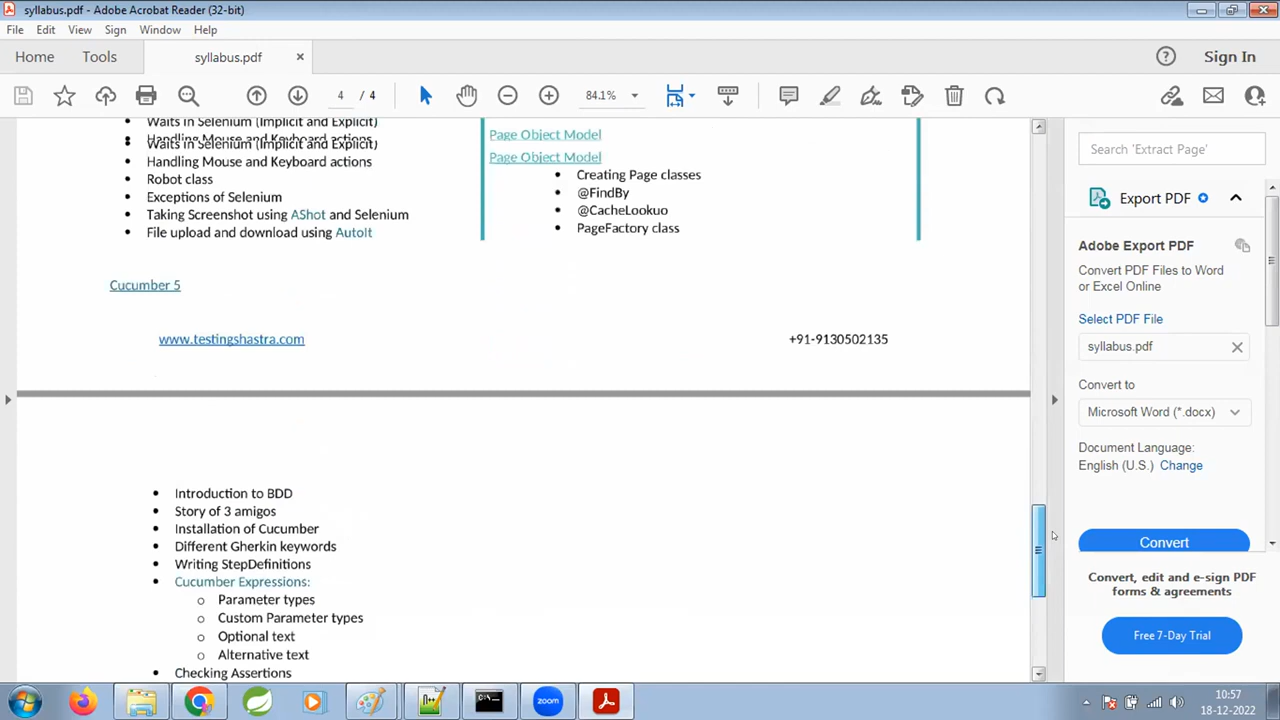 syllabus.pdf - Adobe Acrobat Reader (32-bit)
File Edit View Sign Window Help
Home Tools syllabus.pdf × Sign In
4 / 4 84.1%
Waits in Selenium (Implicit and Explicit)
Handling Mouse and Keyboard actions
Waits in Selenium (Implicit and Explicit)
• Handling Mouse and Keyboard actions
• Robot class
• Exceptions of Selenium
• Taking Screenshot using AShot and Selenium
• File upload and download using AutoIt
Page Object Model
Page Object Model
• Creating Page classes
• @FindBy
• @CacheLookuo
• PageFactory class
Cucumber 5
www.testingshastra.com +91-9130502135
• Introduction to BDD
• Story of 3 amigos
• Installation of Cucumber
• Different Gherkin keywords
• Writing StepDefinitions
• Cucumber Expressions:
o Parameter types
o Custom Parameter types
o Optional text
o Alternative text
• Checking Assertions
Search 'Extract Page'
Export PDF
Adobe Export PDF
Convert PDF Files to Word
or Excel Online
Select PDF File
syllabus.pdf
Convert to
Microsoft Word (*.docx)
Document Language:
English (U.S.) Change
Convert
Convert, edit and e-sign PDF
forms & agreements
Free 7-Day Trial
zoom
10:57
18-12-2022